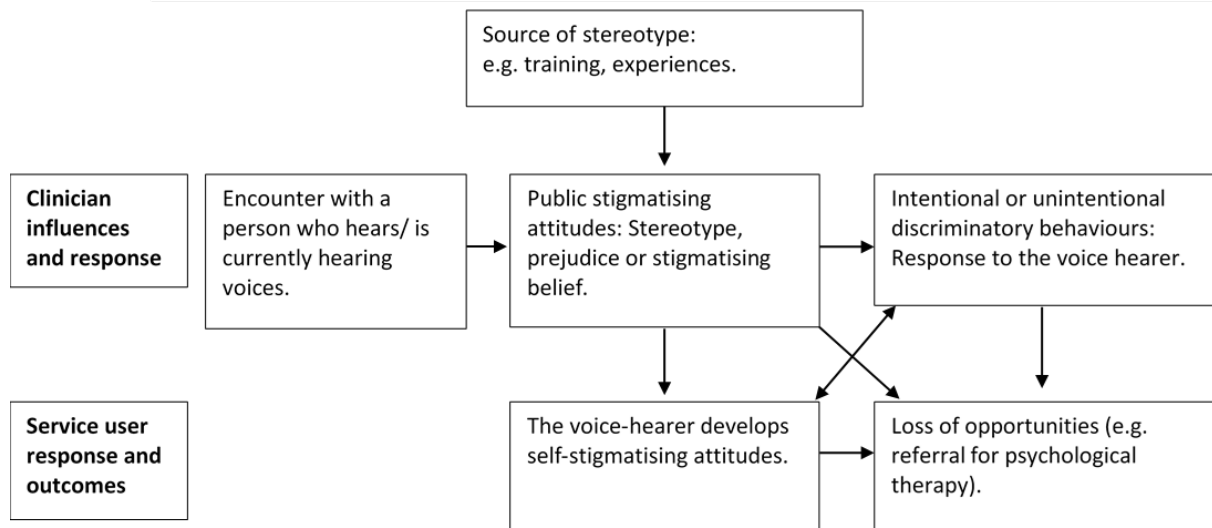 Source of stereotype:
e.g. training, experiences.
Clinician
influences
and response
Encounter with a
person who hears/ is
currently hearing
voices.
Public stigmatising
attitudes: Stereotype,
prejudice or stigmatising
belief.
Intentional or unintentional
discriminatory behaviours:
Response to the voice hearer.
Service user
response and
outcomes
The voice-hearer develops
self-stigmatising attitudes.
Loss of opportunities (e.g.
referral for psychological
therapy).